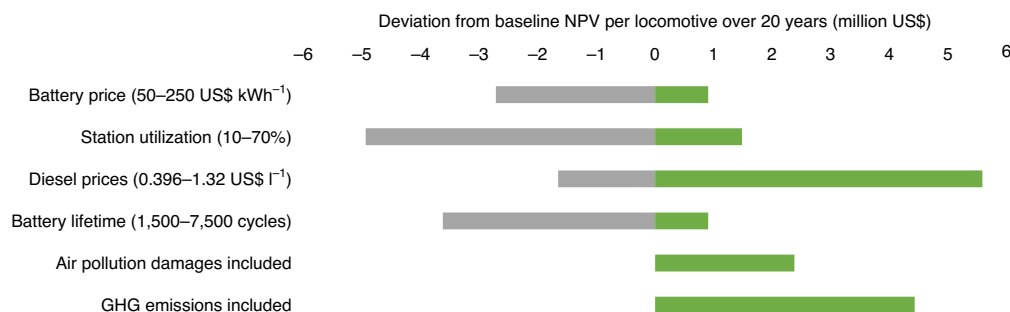 Deviation from baseline NPV per locomotive over 20 years (million US$)
–6 –5 –4 –3 –2 –1 0 1 2 3 4 5 6
Battery price (50–250 US$ kWh⁻¹)
Station utilization (10–70%)
Diesel prices (0.396–1.32 US$ l⁻¹)
Battery lifetime (1,500–7,500 cycles)
Air pollution damages included
GHG emissions included